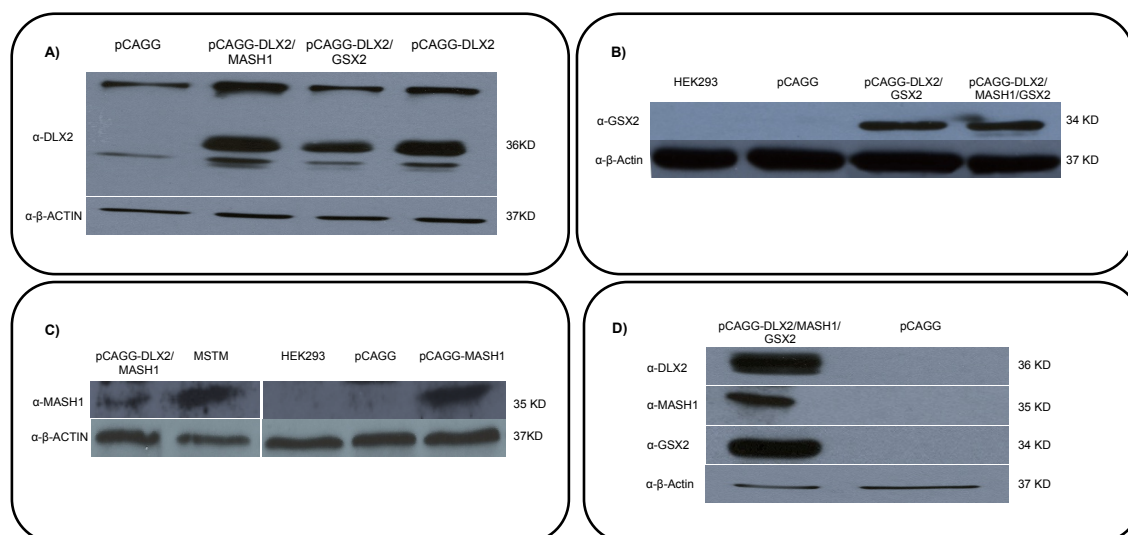 A)
pCAGG
pCAGG-DLX2/
MASH1
pCAGG-DLX2/
GSX2
pCAGG-DLX2
α-DLX2
36KD
α-β-ACTIN
37KD
B)
HEK293
pCAGG
pCAGG-DLX2/
GSX2
pCAGG-DLX2/
MASH1/GSX2
α-GSX2
34 KD
α-β-Actin
37 KD
C)
pCAGG-DLX2/
MASH1
MSTM
HEK293
pCAGG
pCAGG-MASH1
α-MASH1
35 KD
α-β-ACTIN
37KD
D)
pCAGG-DLX2/MASH1/
GSX2
pCAGG
α-DLX2
36 KD
α-MASH1
35 KD
α-GSX2
34 KD
α-β-Actin
37 KD